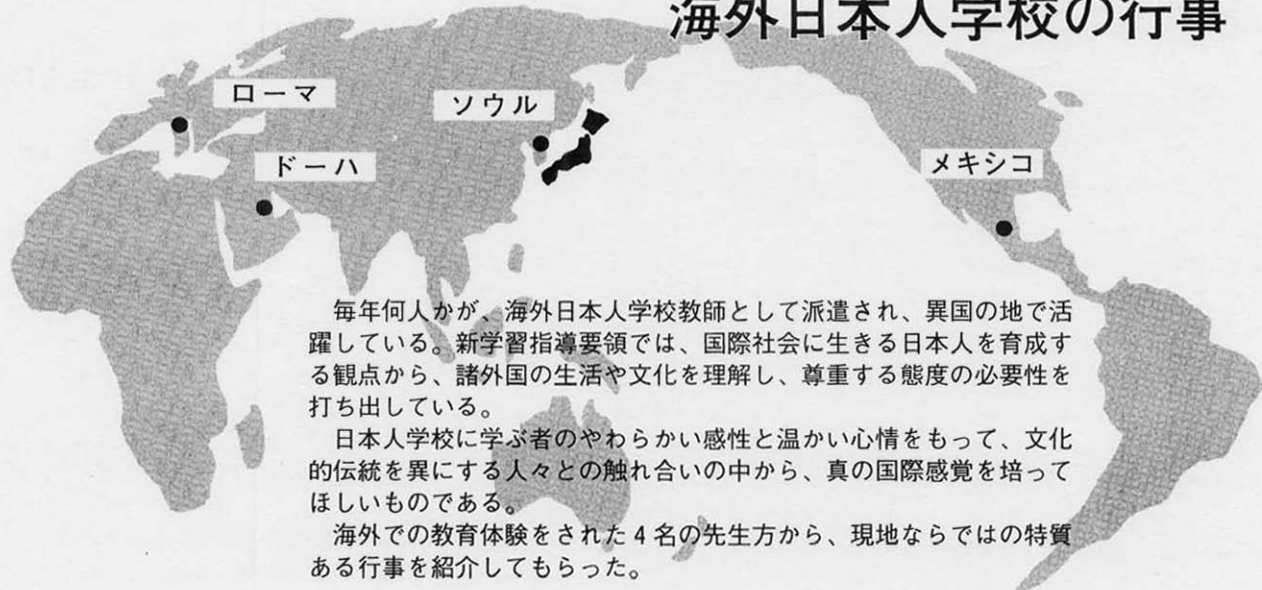 海外日本人学校の行事
ローマ
ソウル
ドーハ
メキシコ
毎年何人かが、海外日本人学校教師として派遣され、異国の地で活
躍している。新学習指導要領では、国際社会に生きる日本人を育成す
る観点から、諸外国の生活や文化を理解し、尊重する態度の必要性を
打ち出している。
日本人学校に学ぶ者のやわらかい感性と温かい心情をもって、文化
的伝統を異にする人々との触れ合いの中から、真の国際感覚を培って
ほしいものである。
海外での教育体験をされた4名の先生方から、現地ならではの特質
ある行事を紹介してもらった。